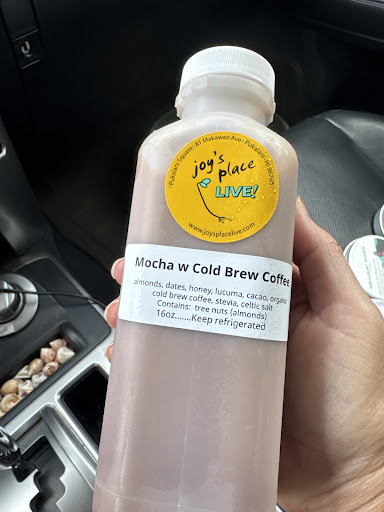 Pukalani Square · 81 Makawao Ave · Pukalani HI 96768
joy's
place
LIVE!
www.joysplacelive.com
Mocha w Cold Brew Coffee
almonds, dates, honey, lucuma, cacao, organic
cold brew coffee, stevia, celtic salt
Contains: tree nuts (almonds)
16oz.......Keep refrigerated